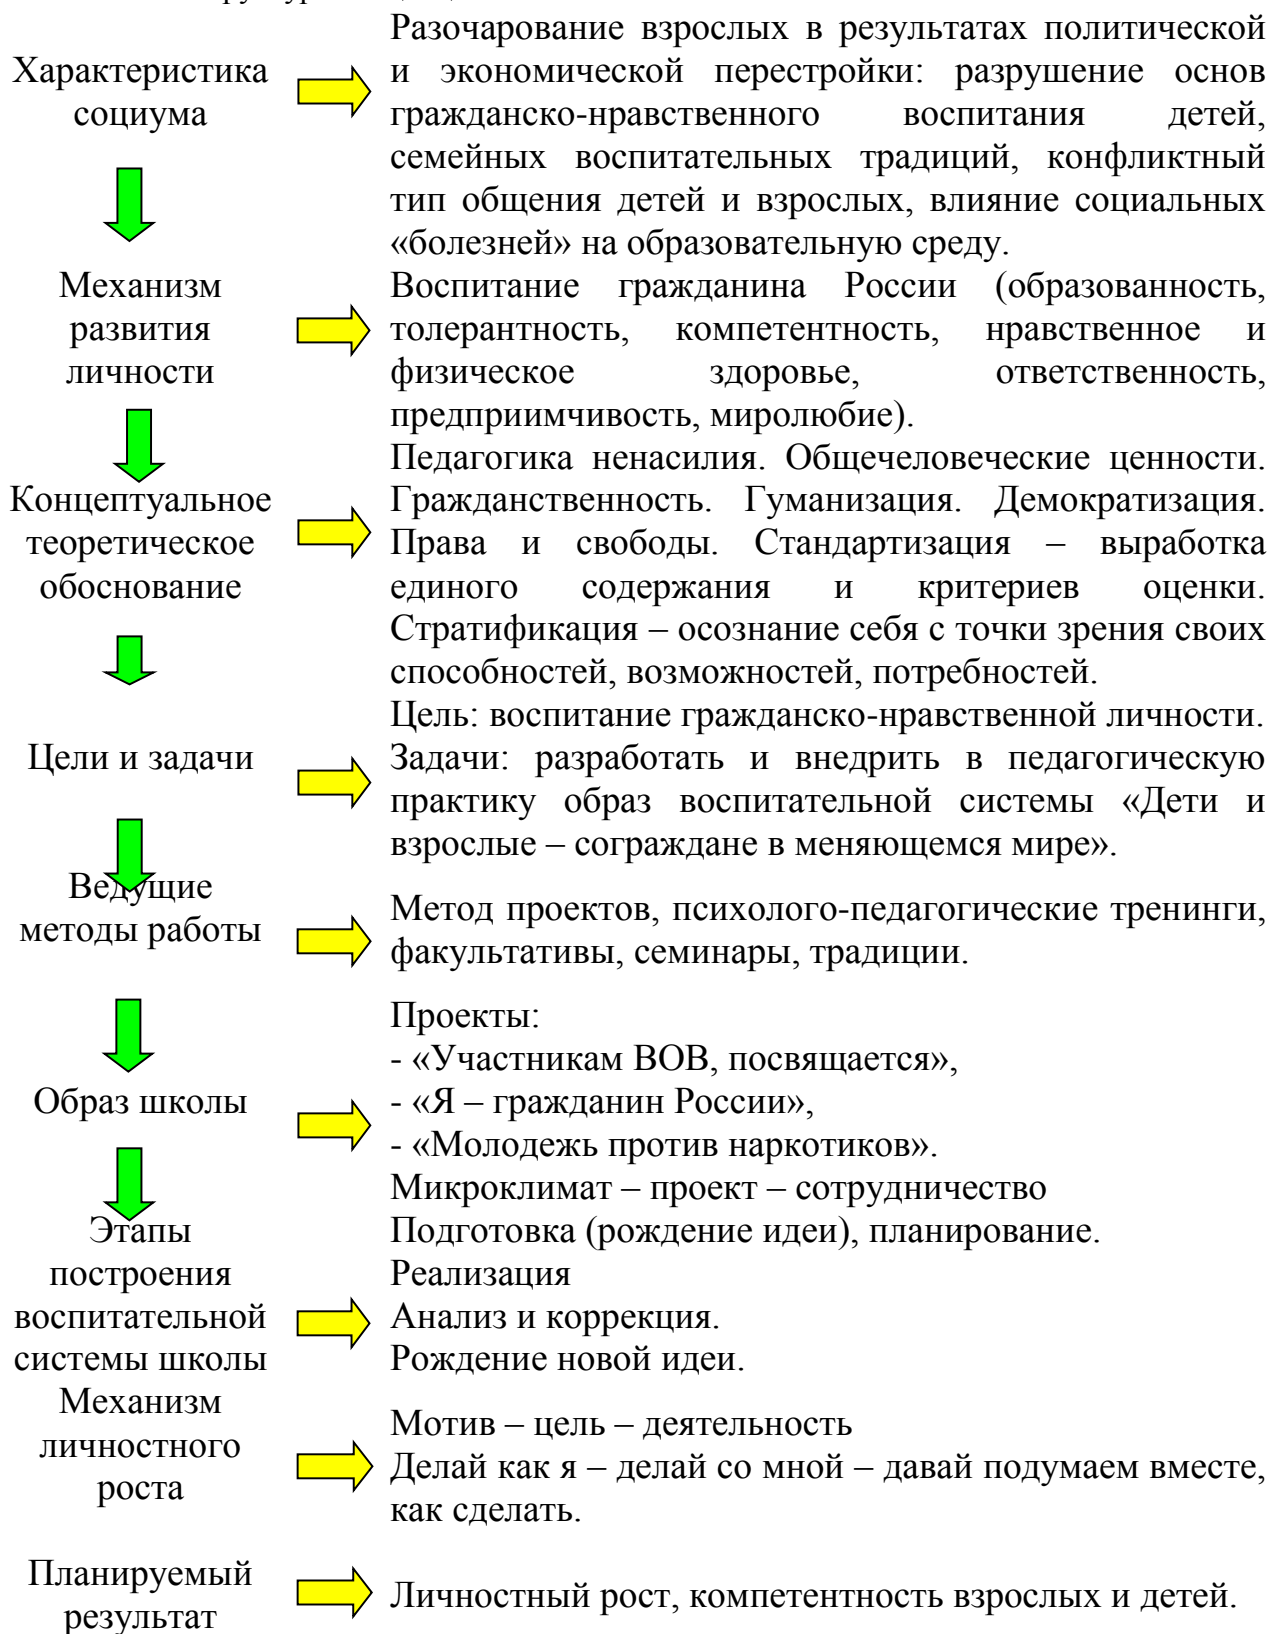 Характеристика
социума
Разочарование взрослых в результатах политической
и экономической перестройки: разрушение основ
гражданско-нравственного воспитания детей,
семейных воспитательных традиций, конфликтный
тип общения детей и взрослых, влияние социальных
«болезней» на образовательную среду.
Механизм
развития
личности
Воспитание гражданина России (образованность,
толерантность, компетентность, нравственное и
физическое здоровье, ответственность,
предприимчивость, миролюбие).
Концептуальное
теоретическое
обоснование
Педагогика ненасилия. Общечеловеческие ценности.
Гражданственность. Гуманизация. Демократизация.
Права и свободы. Стандартизация – выработка
единого содержания и критериев оценки.
Стратификация – осознание себя с точки зрения своих
способностей, возможностей, потребностей.
Цели и задачи
Цель: воспитание гражданско-нравственной личности.
Задачи: разработать и внедрить в педагогическую
практику образ воспитательной системы «Дети и
взрослые – сограждане в меняющемся мире».
Ведущие
методы работы
Метод проектов, психолого-педагогические тренинги,
факультативы, семинары, традиции.
Образ школы
Проекты:
- «Участникам ВОВ, посвящается»,
- «Я – гражданин России»,
- «Молодежь против наркотиков».
Микроклимат – проект – сотрудничество
Этапы
построения
воспитательной
системы школы
Подготовка (рождение идеи), планирование.
Реализация
Анализ и коррекция.
Рождение новой идеи.
Механизм
личностного
роста
Мотив – цель – деятельность
Делай как я – делай со мной – давай подумаем вместе,
как сделать.
Планируемый
результат
Личностный рост, компетентность взрослых и детей.